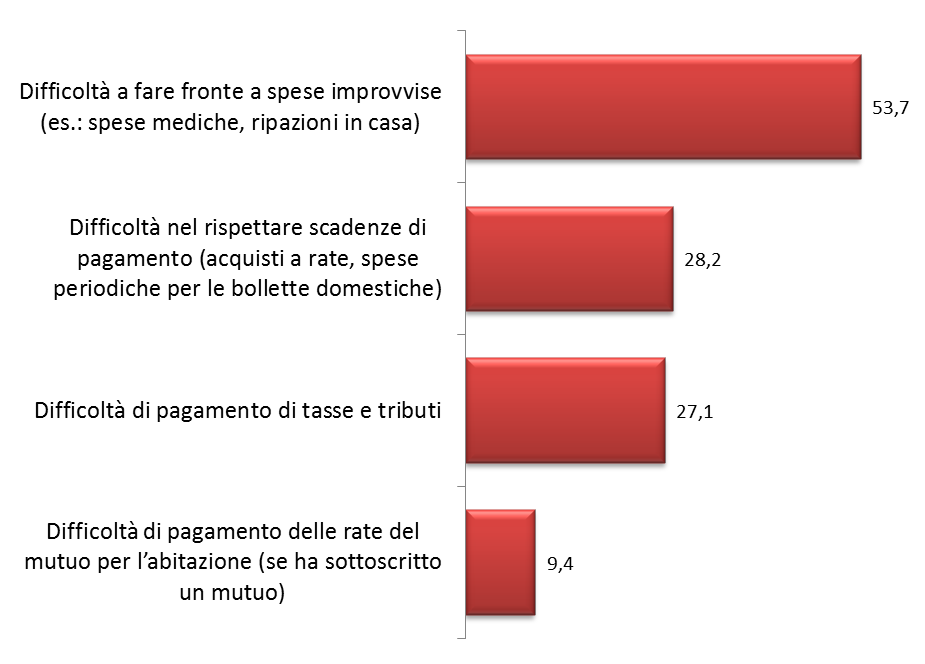 Difficoltà a fare fronte a spese improvvise
(es.: spese mediche, ripazioni in casa)
53,7
Difficoltà nel rispettare scadenze di
pagamento (acquisti a rate, spese
periodiche per le bollette domestiche)
28,2
Difficoltà di pagamento di tasse e tributi
27,1
Difficoltà di pagamento delle rate del
mutuo per l’abitazione (se ha sottoscritto
un mutuo)
9,4